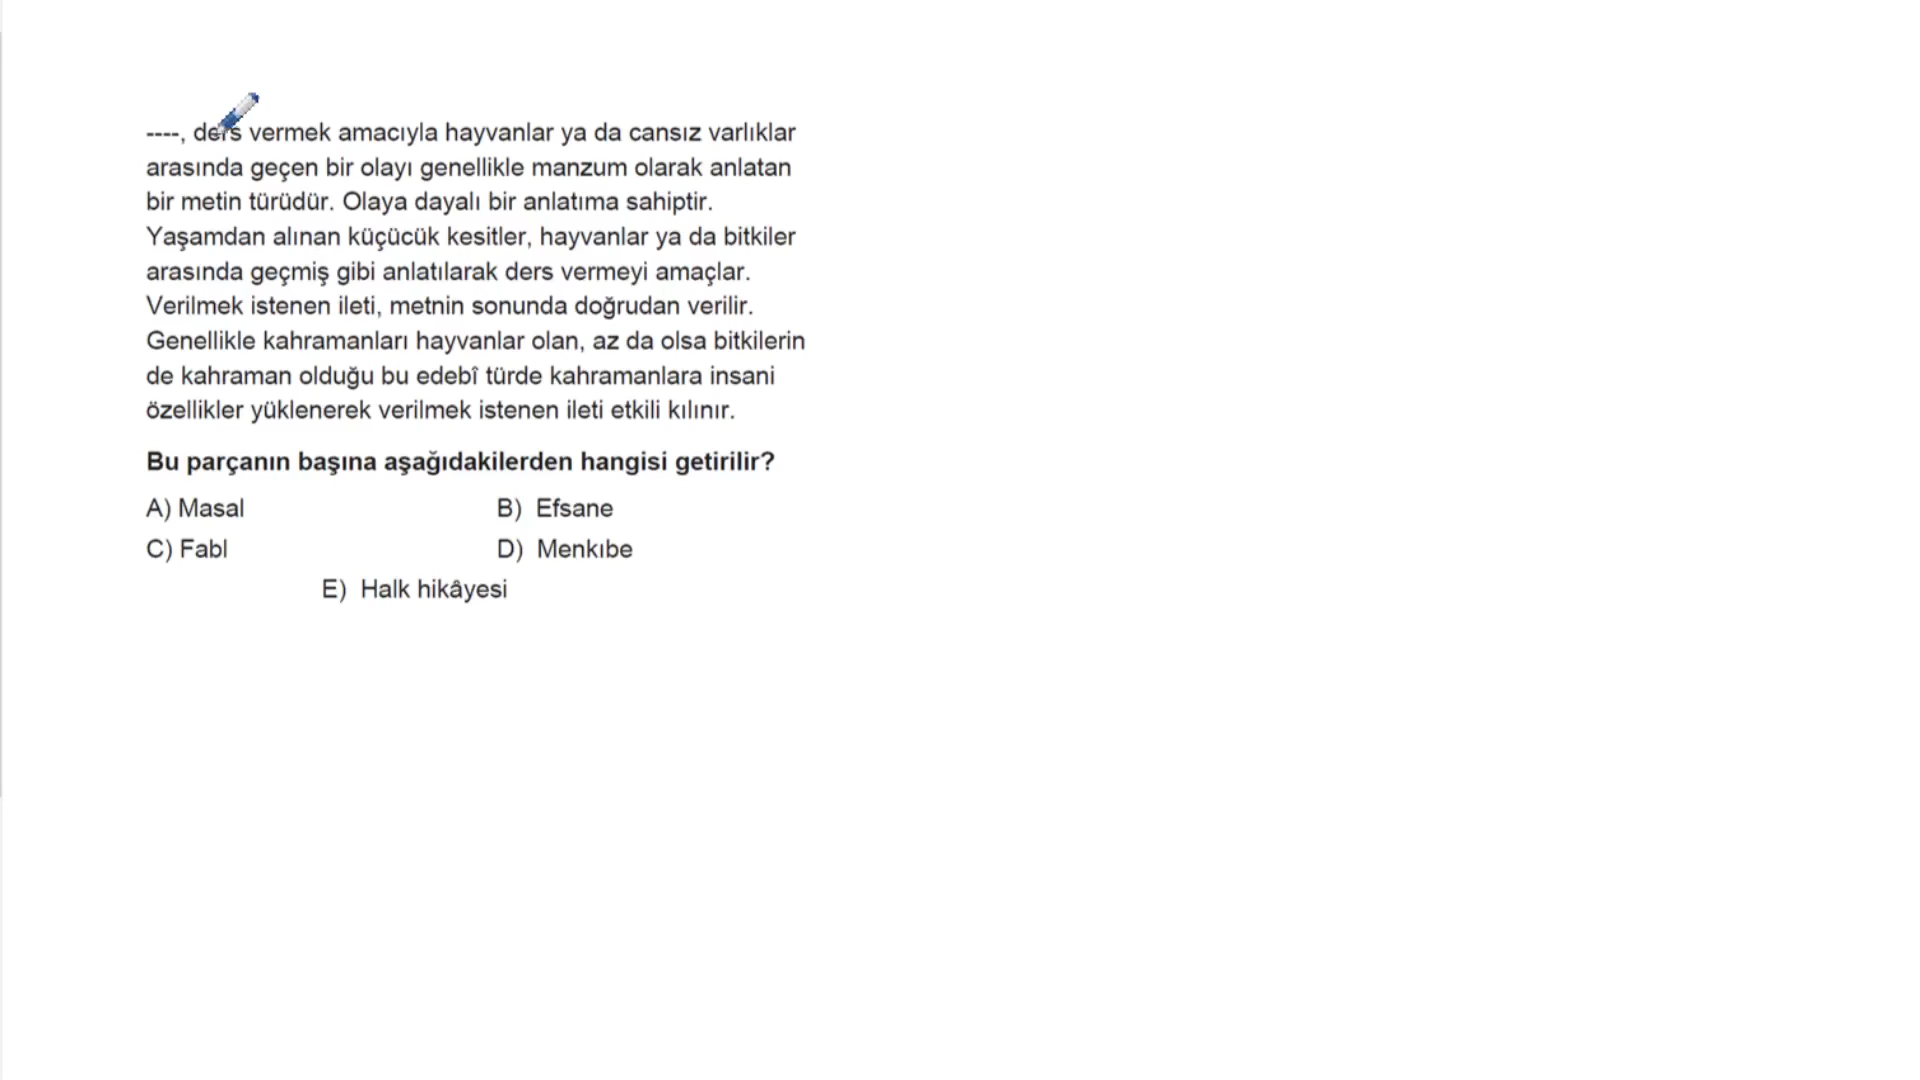 ----, ders vermek amacıyla hayvanlar ya da cansız varlıklar
arasında geçen bir olayı genellikle manzum olarak anlatan
bir metin türüdür. Olaya dayalı bir anlatıma sahiptir.
Yaşamdan alınan küçücük kesitler, hayvanlar ya da bitkiler
arasında geçmiş gibi anlatılarak ders vermeyi amaçlar.
Verilmek istenen ileti, metnin sonunda doğrudan verilir.
Genellikle kahramanları hayvanlar olan, az da olsa bitkilerin
de kahraman olduğu bu edebî türde kahramanlara insani
özellikler yüklenerek verilmek istenen ileti etkili kılınır.
Bu parçanın başına aşağıdakilerden hangisi getirilir?
A) Masal B) Efsane
C) Fabl D) Menkıbe
E) Halk hikâyesi